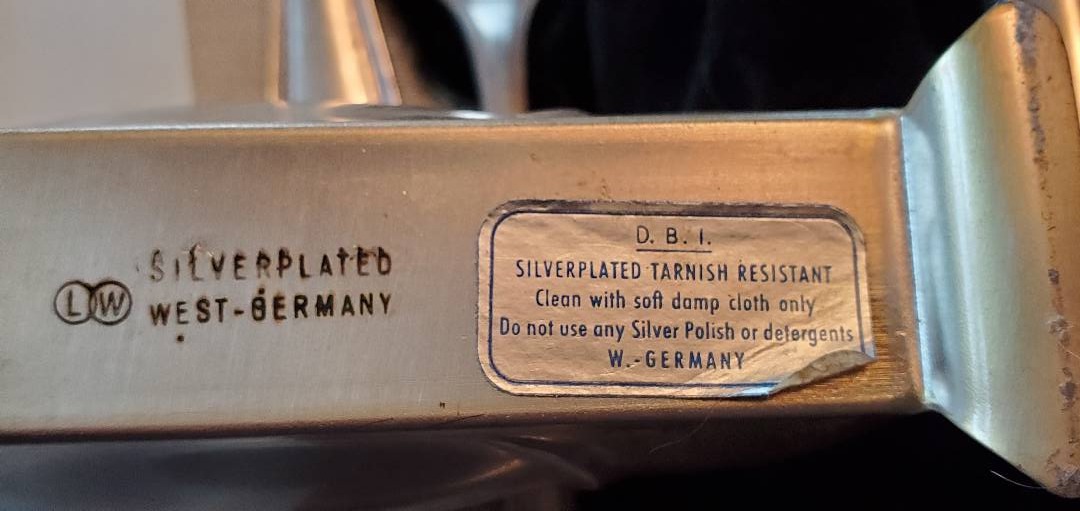 LW
SILVERPLATED
WEST-GERMANY
D. B. I.
SILVERPLATED TARNISH RESISTANT
Clean with soft damp cloth only
Do not use any Silver Polish or detergents
W.-GERMANY